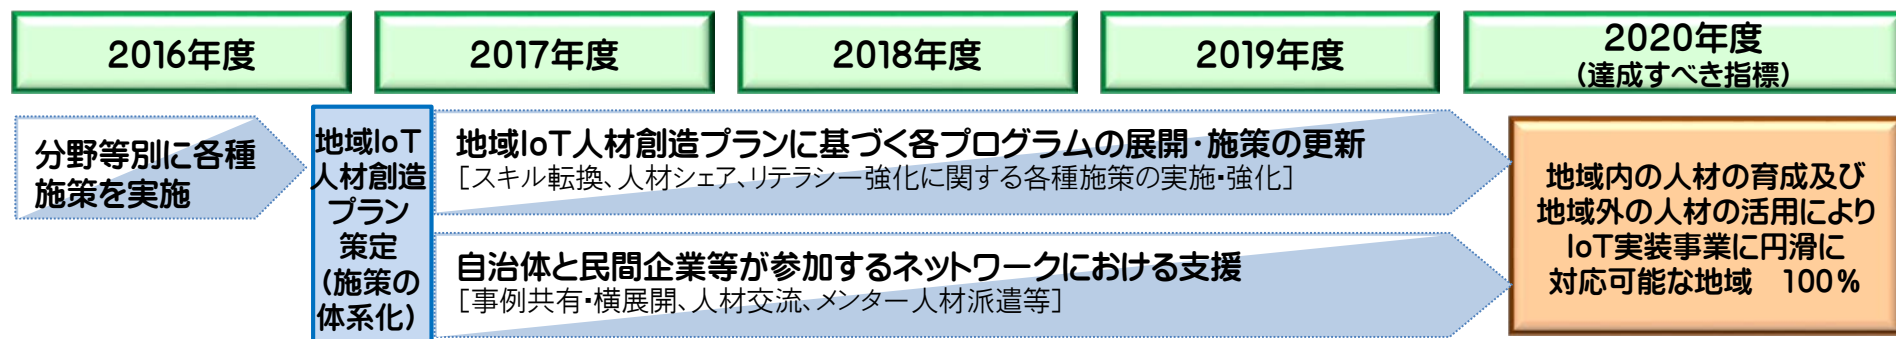 2016年度
2017年度
2018年度
2019年度
2020年度
(達成すべき指標)
分野等別に各種
施策を実施
地域IoT
人材創造
プラン
策定
(施策の
体系化)
地域IoT人材創造プランに基づく各プログラムの展開・施策の更新
[スキル転換、人材シェア、リテラシー強化に関する各種施策の実施・強化]
自治体と民間企業等が参加するネットワークにおける支援
[事例共有・横展開、人材交流、メンター人材派遣等]
地域内の人材の育成及び
地域外の人材の活用により
IoT実装事業に円滑に
対応可能な地域　100%